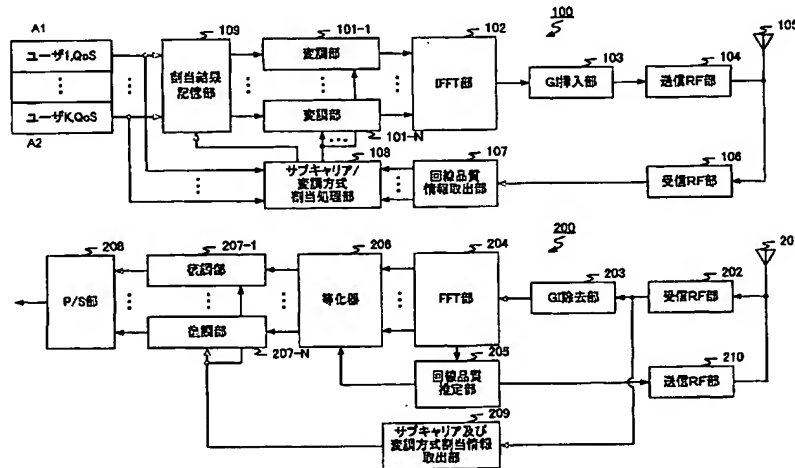 100
A1
109
101-1
102
105
ユーザ1,QoS
変調部
103
104
割当結果
記憶部
IFFT部
GI挿入部
送信RF部
ユーザK,QoS
変調部
A2
101-N
108
107
106
サブキャリア/
変調方式
割当処理部
回線品質
情報取出部
受信RF部
200
208
207-1
206
204
20
203
202
復調部
P/S部
等化器
FFT部
GI除去部
受信RF部
復調部
207-N
205
210
回線品質
推定部
送信RF部
209
サブキャリア及び
変調方式割当情報
取出部